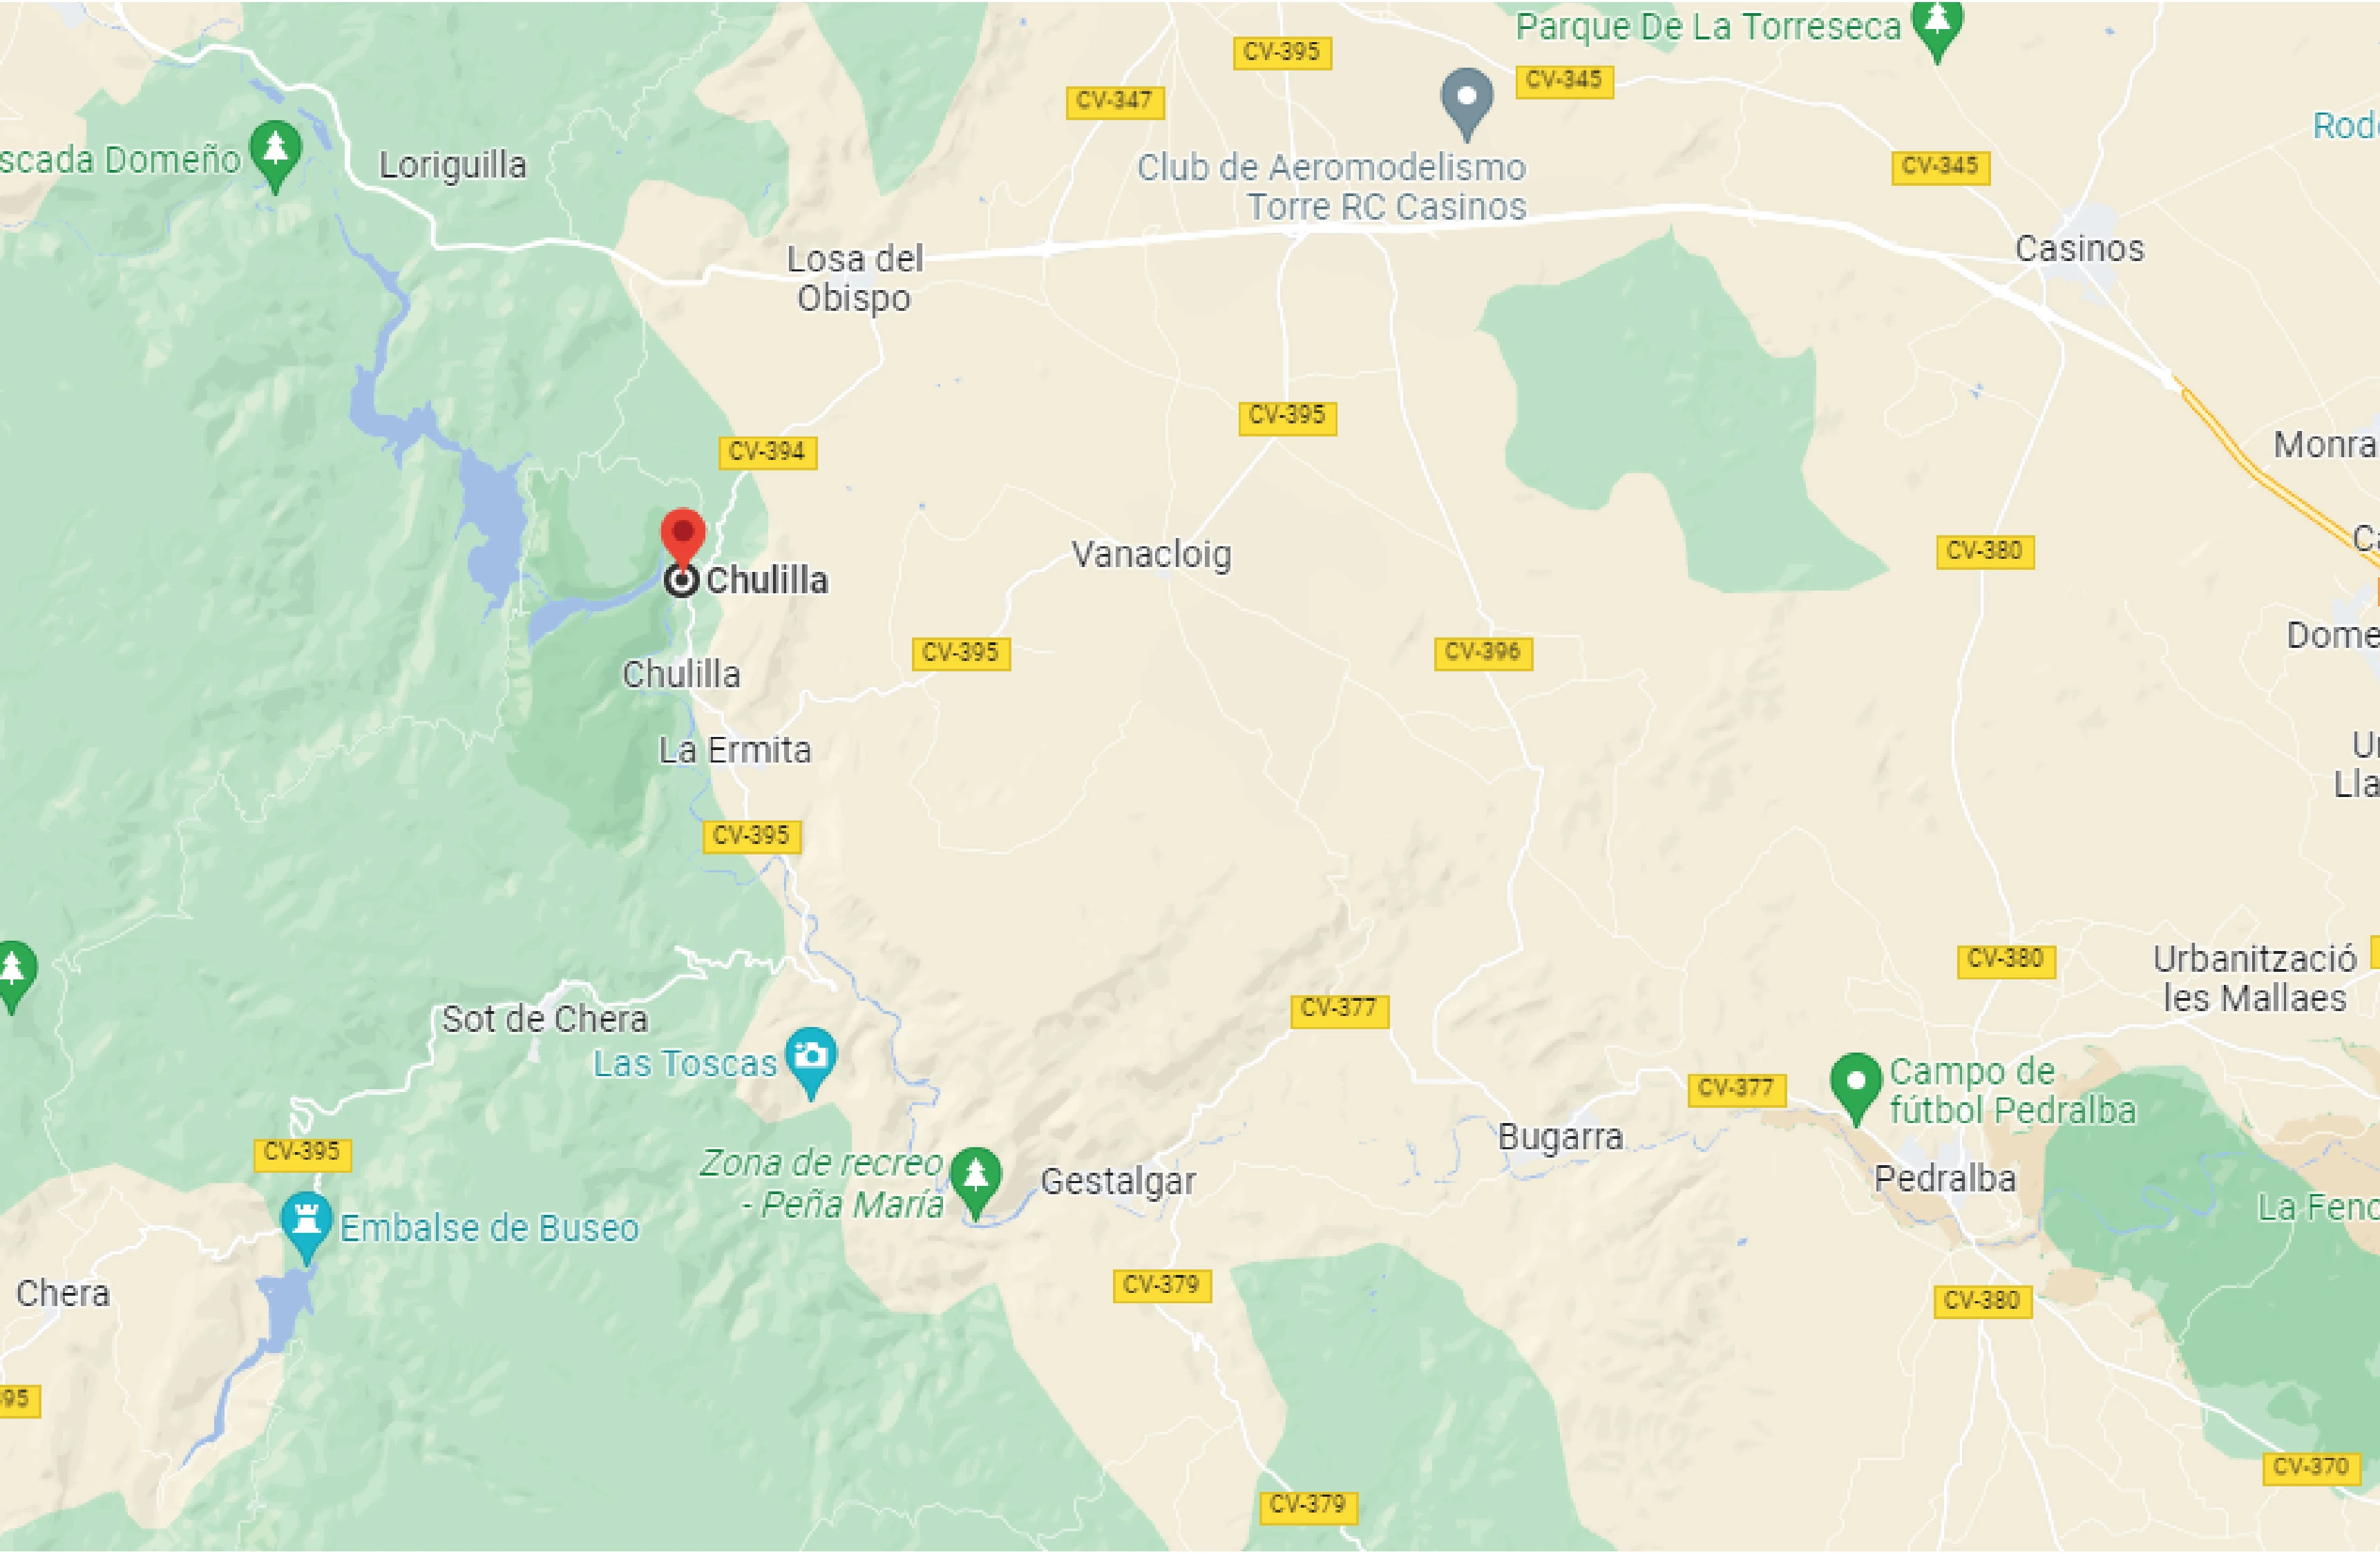 Parque De La Torreseca
CV-395
CV-345
CV-347
Rod
scada Domeño
Loriguilla
Club de Aeromodelismo
Torre RC Casinos
CV-345
Losa del
Obispo
Casinos
CV-394
CV-395
Monra
Chulilla
Vanacloig
CV-380
Ca
Dome
CV-395
CV-396
Chulilla
La Ermita
Ur
Lla
CV-395
Sot de Chera
Las Toscas
CV-377
CV-380
Urbanització
les Mallaes
CV-377
Campo de
fútbol Pedralba
CV-395
Zona de recreo
- Peña María
Gestalgar
Bugarra
Pedralba
La Feno
Embalse de Buseo
Chera
CV-379
CV-380
95
CV-370
CV-379